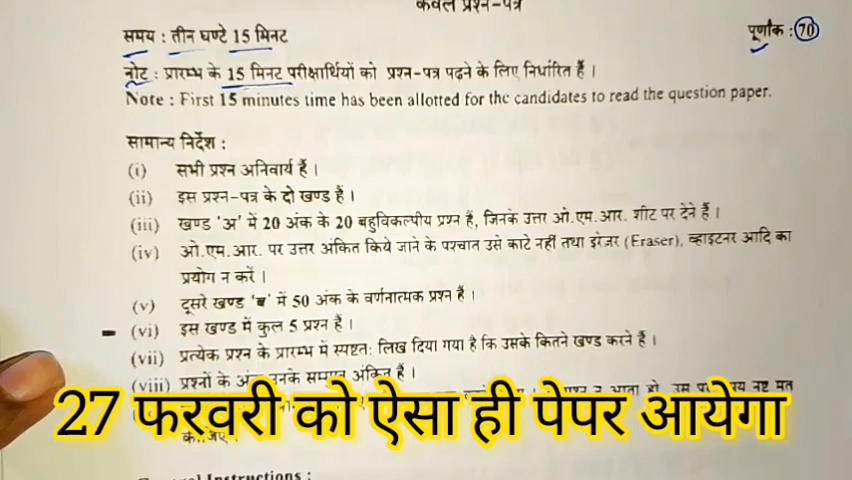 केवल प्रश्न-पत्र
समय : तीन घण्टे 15 मिनट
पूर्णांक : 70
नोट : प्रारम्भ के 15 मिनट परीक्षार्थियों को प्रश्न-पत्र पढ़ने के लिए निर्धारित हैं ।
Note : First 15 minutes time has been allotted for the candidates to read the question paper.
सामान्य निर्देश :
(i) सभी प्रश्न अनिवार्य हैं ।
(ii) इस प्रश्न-पत्र के दो खण्ड हैं ।
(iii) खण्ड 'अ' में 20 अंक के 20 बहुविकल्पीय प्रश्न हैं, जिनके उत्तर ओ.एम.आर. शीट पर देने हैं ।
(iv) ओ.एम.आर. पर उत्तर अंकित किये जाने के पश्चात उसे काटे नहीं तथा इरेजर (Eraser), व्हाइटनर आदि का
प्रयोग न करें ।
(v) दूसरे खण्ड 'ब' में 50 अंक के वर्णनात्मक प्रश्न हैं ।
(vi) इस खण्ड में कुल 5 प्रश्न हैं ।
(vii) प्रत्येक प्रश्न के प्रारम्भ में स्पष्टतः लिख दिया गया है कि उसके कितने खण्ड करने हैं ।
(viii) प्रश्नों के अंक उनके सम्मुख अंकित हैं ।
27 फरवरी को ऐसा ही पेपर आयेगा
General Instructions :